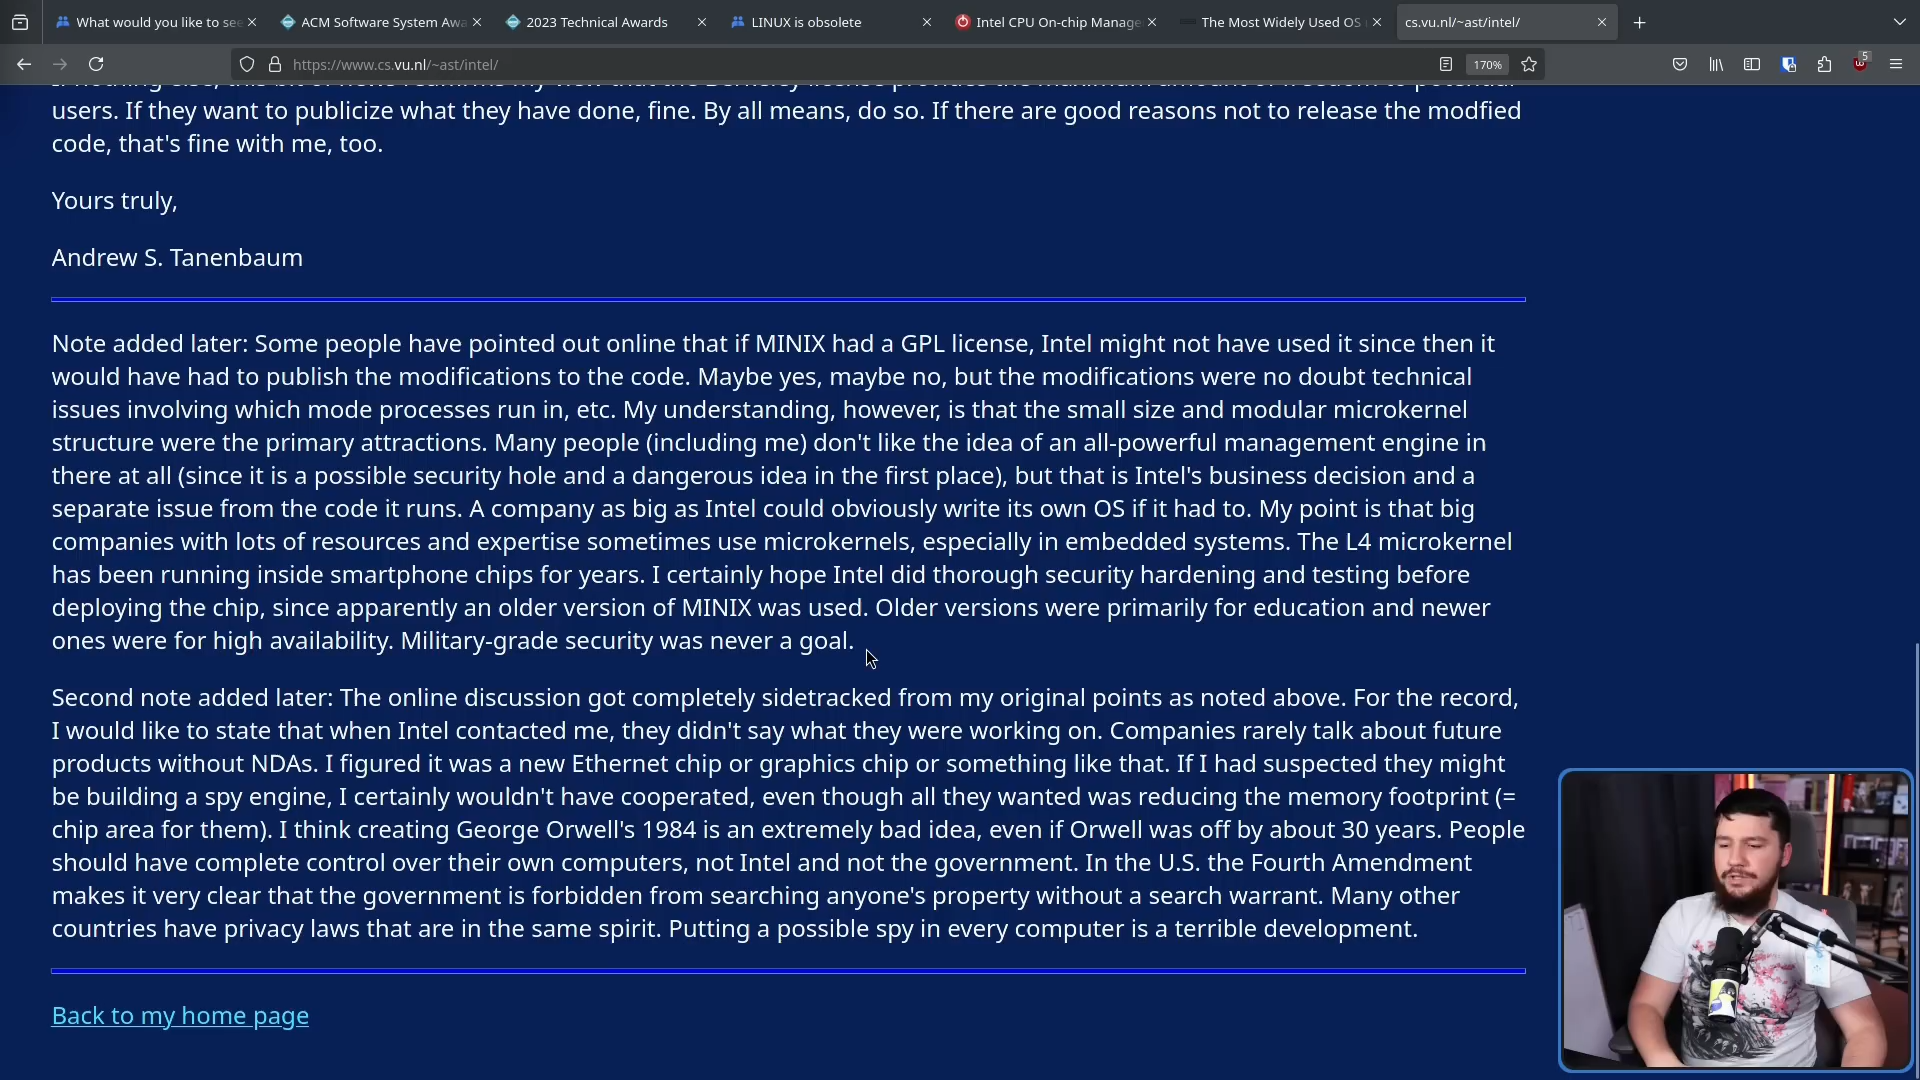 What would you like to se
ACM Software System Awa
2023 Technical Awards
LINUX is obsolete
Intel CPU On-chip Manage
The Most Widely Used OS
cs.vu.nl/~ast/intel/
https://www.cs.vu.nl/~ast/intel/
170%
5
users. If they want to publicize what they have done, fine. By all means, do so. If there are good reasons not to release the modfied
code, that's fine with me, too.
Yours truly,
Andrew S. Tanenbaum
Note added later: Some people have pointed out online that if MINIX had a GPL license, Intel might not have used it since then it
would have had to publish the modifications to the code. Maybe yes, maybe no, but the modifications were no doubt technical
issues involving which mode processes run in, etc. My understanding, however, is that the small size and modular microkernel
structure were the primary attractions. Many people (including me) don't like the idea of an all-powerful management engine in
there at all (since it is a possible security hole and a dangerous idea in the first place), but that is Intel's business decision and a
separate issue from the code it runs. A company as big as Intel could obviously write its own OS if it had to. My point is that big
companies with lots of resources and expertise sometimes use microkernels, especially in embedded systems. The L4 microkernel
has been running inside smartphone chips for years. I certainly hope Intel did thorough security hardening and testing before
deploying the chip, since apparently an older version of MINIX was used. Older versions were primarily for education and newer
ones were for high availability. Military-grade security was never a goal.
Second note added later: The online discussion got completely sidetracked from my original points as noted above. For the record,
I would like to state that when Intel contacted me, they didn't say what they were working on. Companies rarely talk about future
products without NDAs. I figured it was a new Ethernet chip or graphics chip or something like that. If I had suspected they might
be building a spy engine, I certainly wouldn't have cooperated, even though all they wanted was reducing the memory footprint (=
chip area for them). I think creating George Orwell's 1984 is an extremely bad idea, even if Orwell was off by about 30 years. People
should have complete control over their own computers, not Intel and not the government. In the U.S. the Fourth Amendment
makes it very clear that the government is forbidden from searching anyone's property without a search warrant. Many other
countries have privacy laws that are in the same spirit. Putting a possible spy in every computer is a terrible development.
Back to my home page